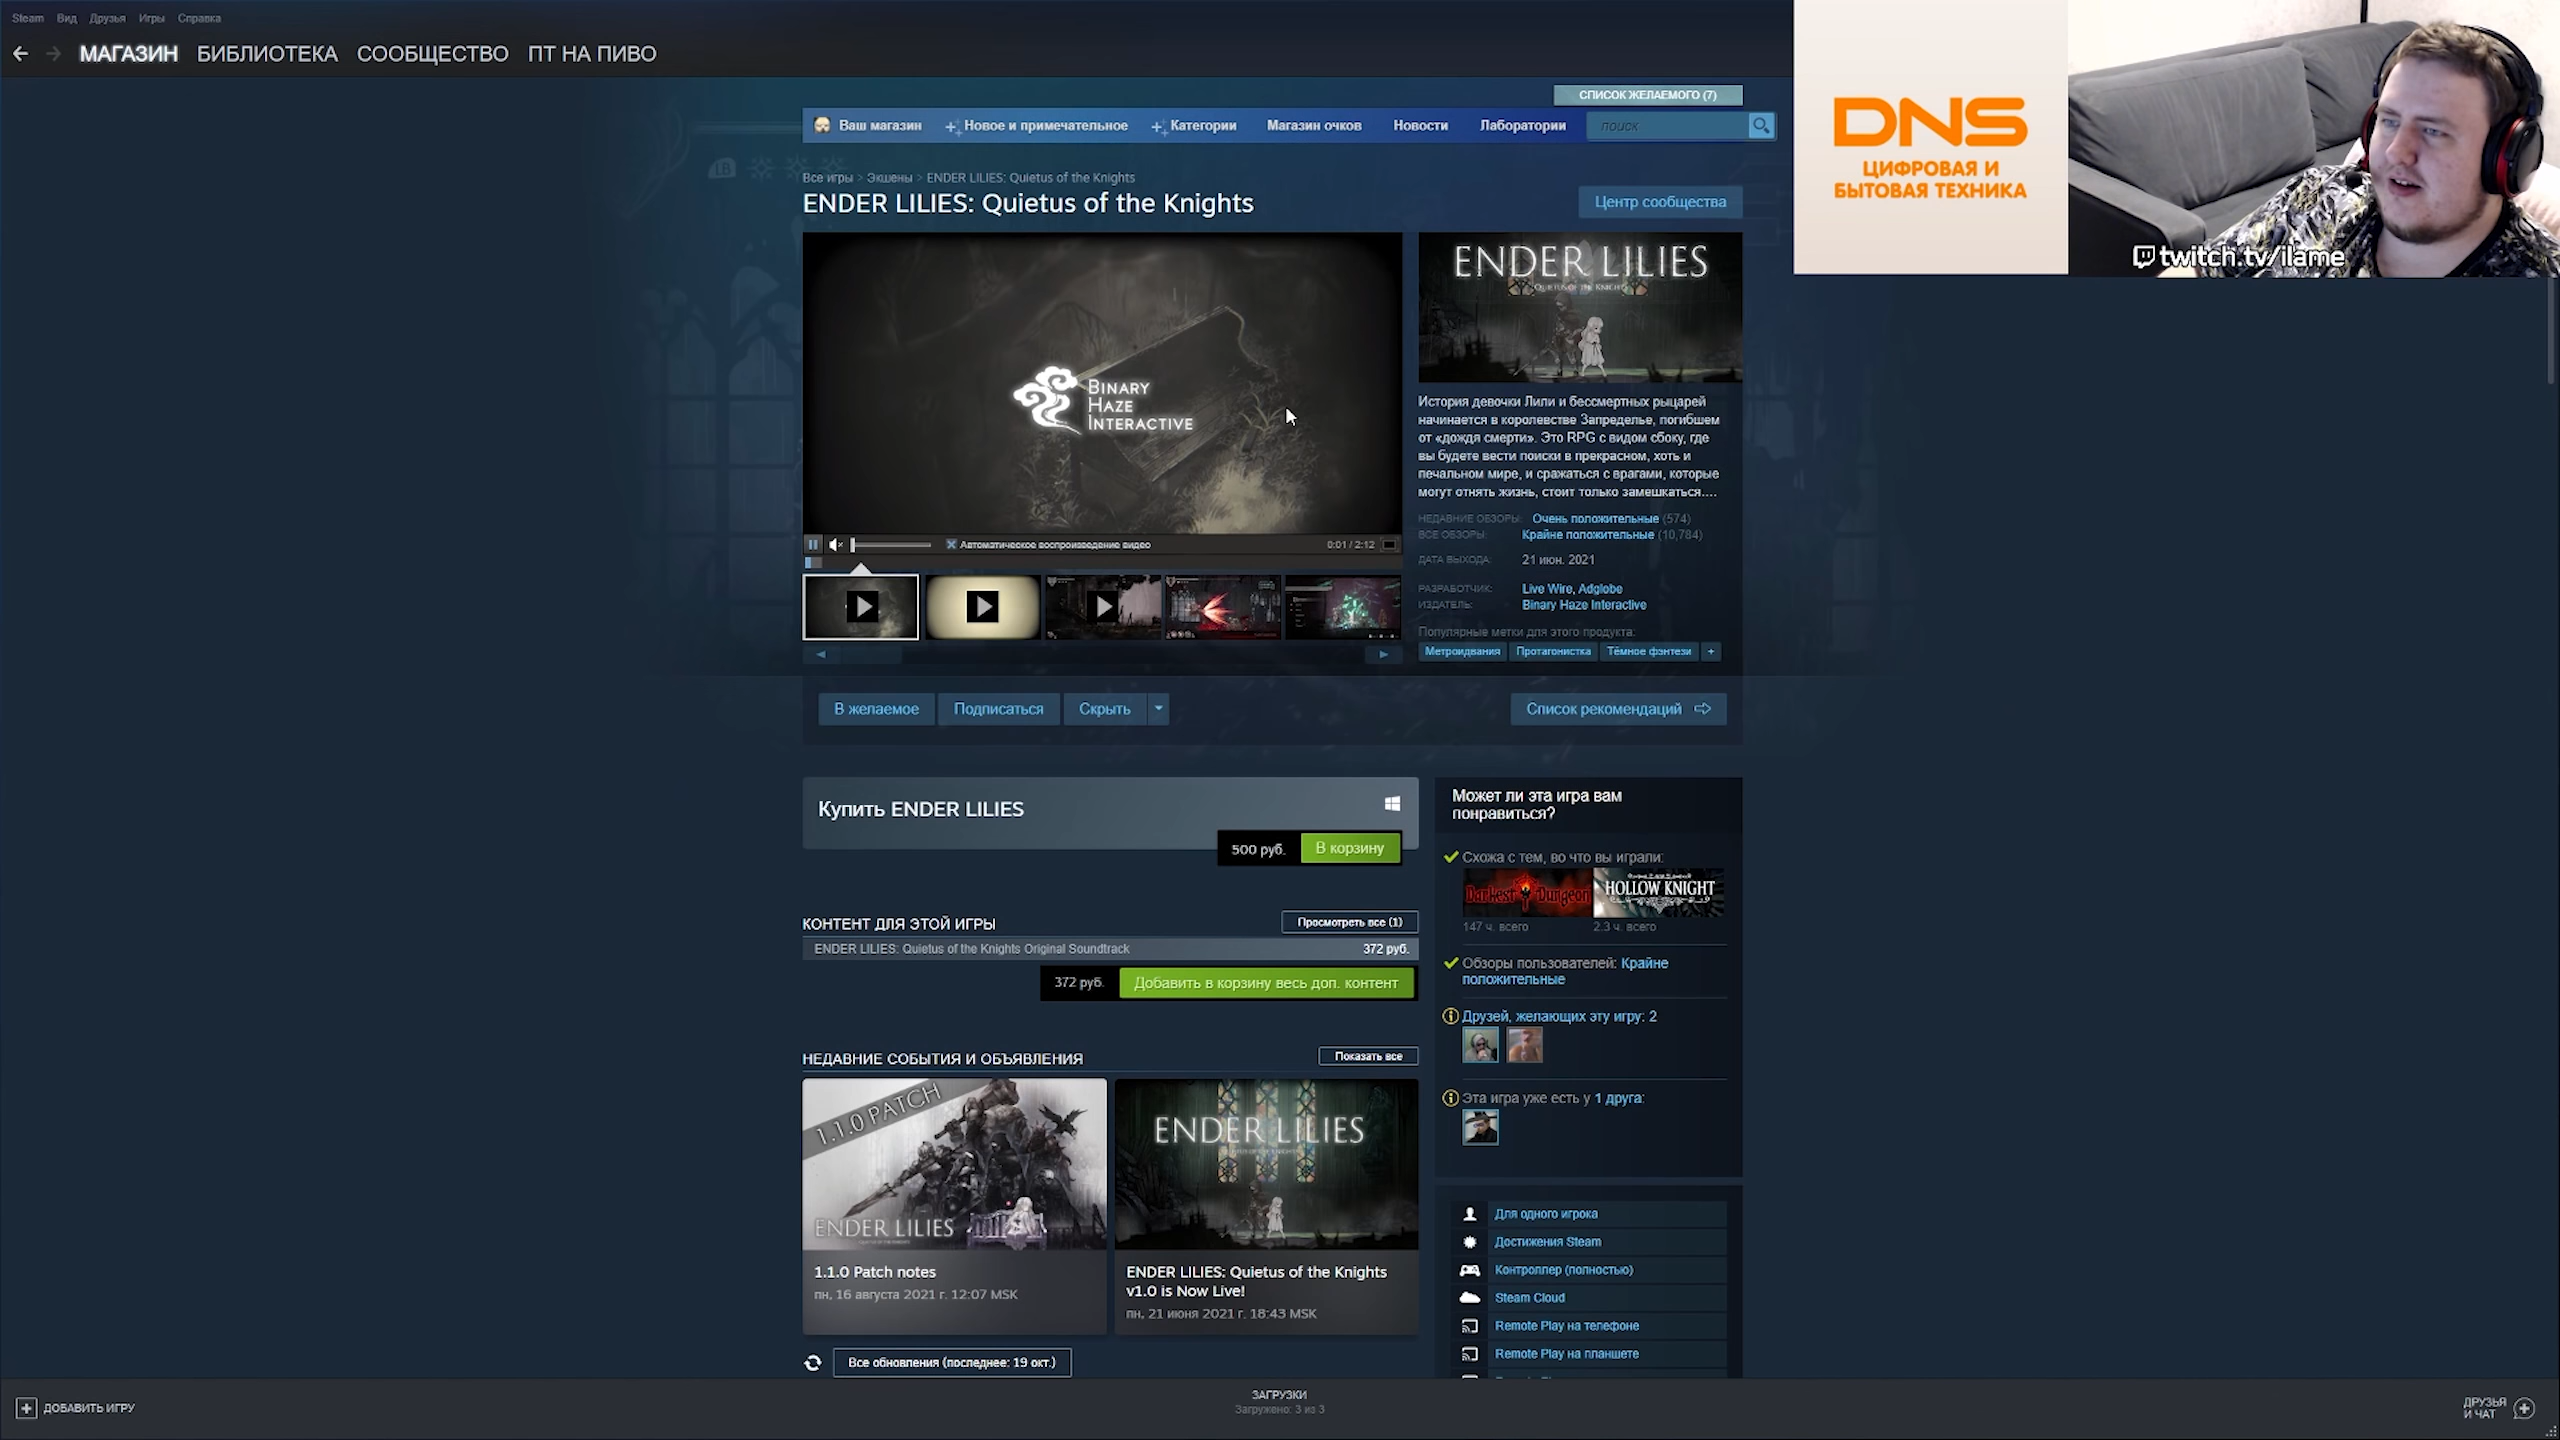 Steam Вид Друзья Игры Справка
МАГАЗИН БИБЛИОТЕКА СООБЩЕСТВО ПТ НА ПИВО
СПИСОК ЖЕЛАЕМОГО (7)
Ваш магазин Новое и примечательное Категории Магазин очков Новости Лаборатории поиск
Все игры > Экшены > ENDER LILIES: Quietus of the Knights
ENDER LILIES: Quietus of the Knights
Центр сообщества
DNS
ЦИФРОВАЯ И
БЫТОВАЯ ТЕХНИКА
twitch.tv/ilame
BINARY
HAZE
INTERACTIVE
Автоматическое воспроизведение видео 0:01 / 2:12
ENDER LILIES
QUIETUS OF THE KNIGHTS
История девочки Лили и бессмертных рыцарей
начинается в королевстве Запределье, погибшем
от «дождя смерти». Это RPG с видом сбоку, где
вы будете вести поиски в прекрасном, хоть и
печальном мире, и сражаться с врагами, которые
могут отнять жизнь, стоит только замешкаться....
НЕДАВНИЕ ОБЗОРЫ: Очень положительные (574)
ВСЕ ОБЗОРЫ: Крайне положительные (10,784)
ДАТА ВЫХОДА: 21 июн. 2021
РАЗРАБОТЧИК: Live Wire, Adglobe
ИЗДАТЕЛЬ: Binary Haze Interactive
Популярные метки для этого продукта:
Метроидвания Протагонистка Тёмное фэнтези +
В желаемое Подписаться Скрыть
Список рекомендаций
Купить ENDER LILIES
500 руб. В корзину
КОНТЕНТ ДЛЯ ЭТОЙ ИГРЫ Просмотреть все (1)
ENDER LILIES: Quietus of the Knights Original Soundtrack 372 руб.
372 руб. Добавить в корзину весь доп. контент
НЕДАВНИЕ СОБЫТИЯ И ОБЪЯВЛЕНИЯ Показать все
1.1.0 PATCH
ENDER LILIES
1.1.0 Patch notes
пн, 16 августа 2021 г. 12:07 MSK
ENDER LILIES
ENDER LILIES: Quietus of the Knights
v1.0 is Now Live!
пн, 21 июня 2021 г. 18:43 MSK
Все обновления (последнее: 19 окт.)
Может ли эта игра вам
понравиться?
Схожа с тем, во что вы играли:
Darkest Dungeon HOLLOW KNIGHT
147 ч. всего 2.3 ч. всего
Обзоры пользователей: Крайне
положительные
Друзей, желающих эту игру: 2
Эта игра уже есть у 1 друга:
Для одного игрока
Достижения Steam
Контроллер (полностью)
Steam Cloud
Remote Play на телефоне
Remote Play на планшете
ДОБАВИТЬ ИГРУ
ЗАГРУЗКИ
Загружено: 3 из 3
ДРУЗЬЯ
И ЧАТ